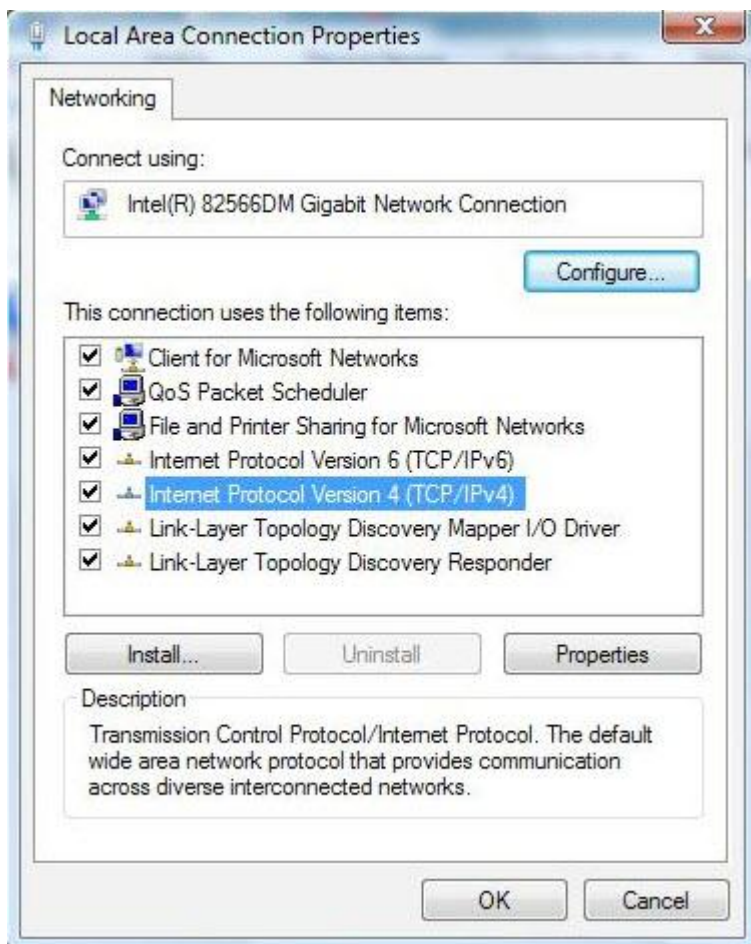 Local Area Connection Properties
Networking
Connect using:
Intel(R) 82566DM Gigabit Network Connection
Configure...
This connection uses the following items:
Client for Microsoft Networks
QoS Packet Scheduler
File and Printer Sharing for Microsoft Networks
Internet Protocol Version 6 (TCP/IPv6)
Internet Protocol Version 4 (TCP/IPv4)
Link-Layer Topology Discovery Mapper I/O Driver
Link-Layer Topology Discovery Responder
Install...
Uninstall
Properties
Description
Transmission Control Protocol/Internet Protocol. The default
wide area network protocol that provides communication
across diverse interconnected networks.
OK
Cancel